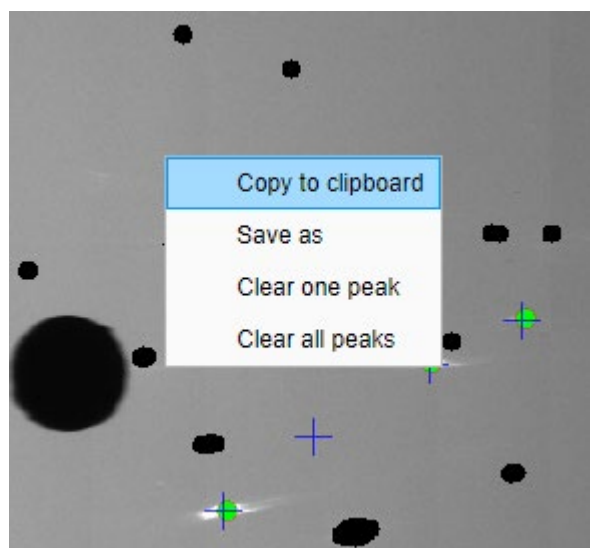 Copy to clipboard
Save as
Clear one peak
Clear all peaks